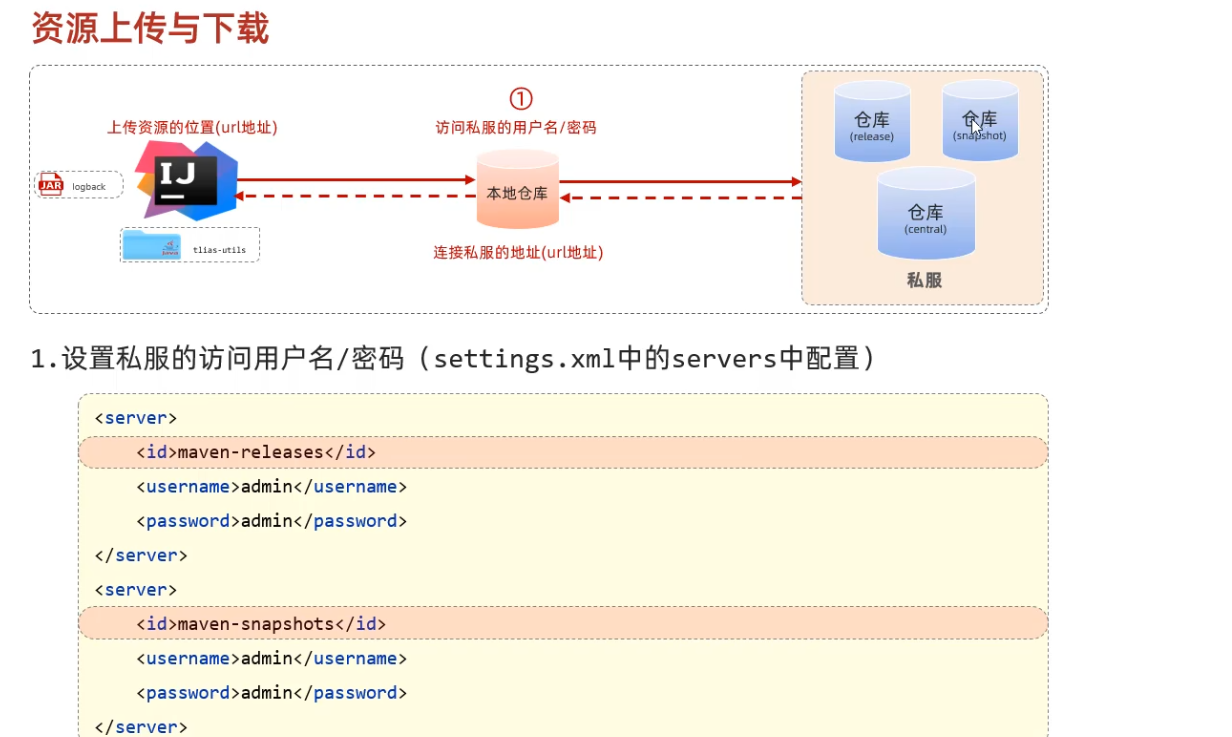 资源上传与下载
①
上传资源的位置(url地址)
访问私服的用户名/密码
仓库
(release)
仓库
(snapshot)
IJ
JAR
logback
本地仓库
仓库
(central)
tlias-utils
连接私服的地址(url地址)
私服
1.设置私服的访问用户名/密码（settings.xml中的servers中配置）
<server>
<id>maven-releases</id>
<username>admin</username>
<password>admin</password>
</server>
<server>
<id>maven-snapshots</id>
<username>admin</username>
<password>admin</password>
</server>